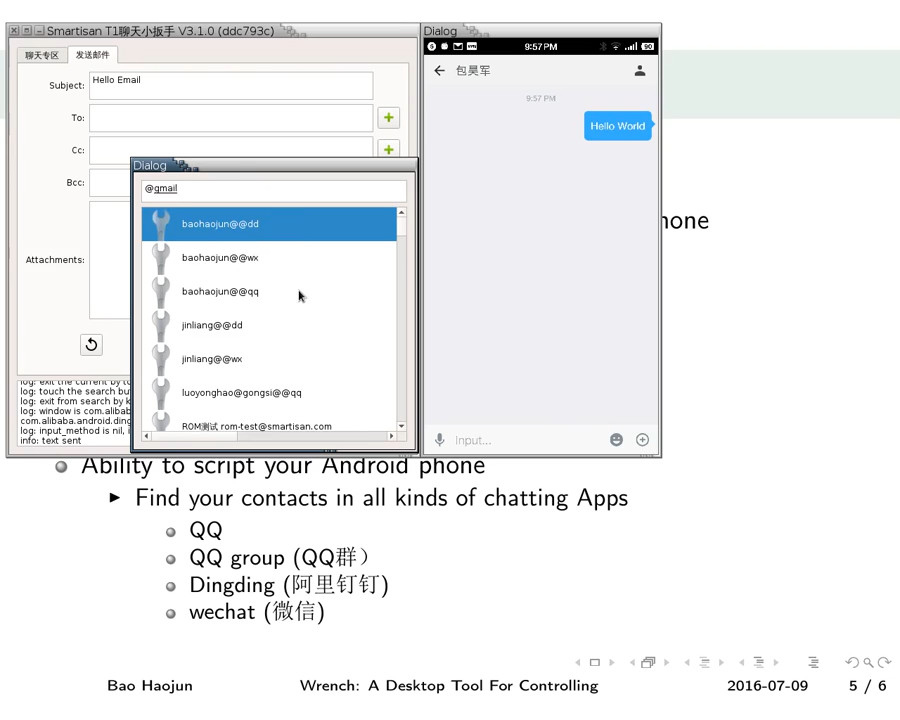 Smartisan T1聊天小扳手 V3.1.0 (ddc793c)
聊天专区
发送邮件
Subject:
Hello Email
To:
Cc:
Bcc:
Attachments:
log: touch the search bu
log: exit from search by k
log: window is com.alibab
com.alibaba.android.ding
log: input_method is nil, i
info: text sent
Dialog
@gmail
baohaojun@@dd
baohaojun@@wx
baohaojun@@qq
jinliang@@dd
jinliang@@wx
luoyonghao@gongsi@@qq
ROM测试 rom-test@smartisan.com
Dialog
9:57PM
包昊军
9:57 PM
Hello World
Input...
hone
Ability to script your Android phone
Find your contacts in all kinds of chatting Apps
QQ
QQ group (QQ群）
Dingding (阿里钉钉)
wechat (微信)
Bao Haojun
Wrench: A Desktop Tool For Controlling
2016-07-09
5 / 6